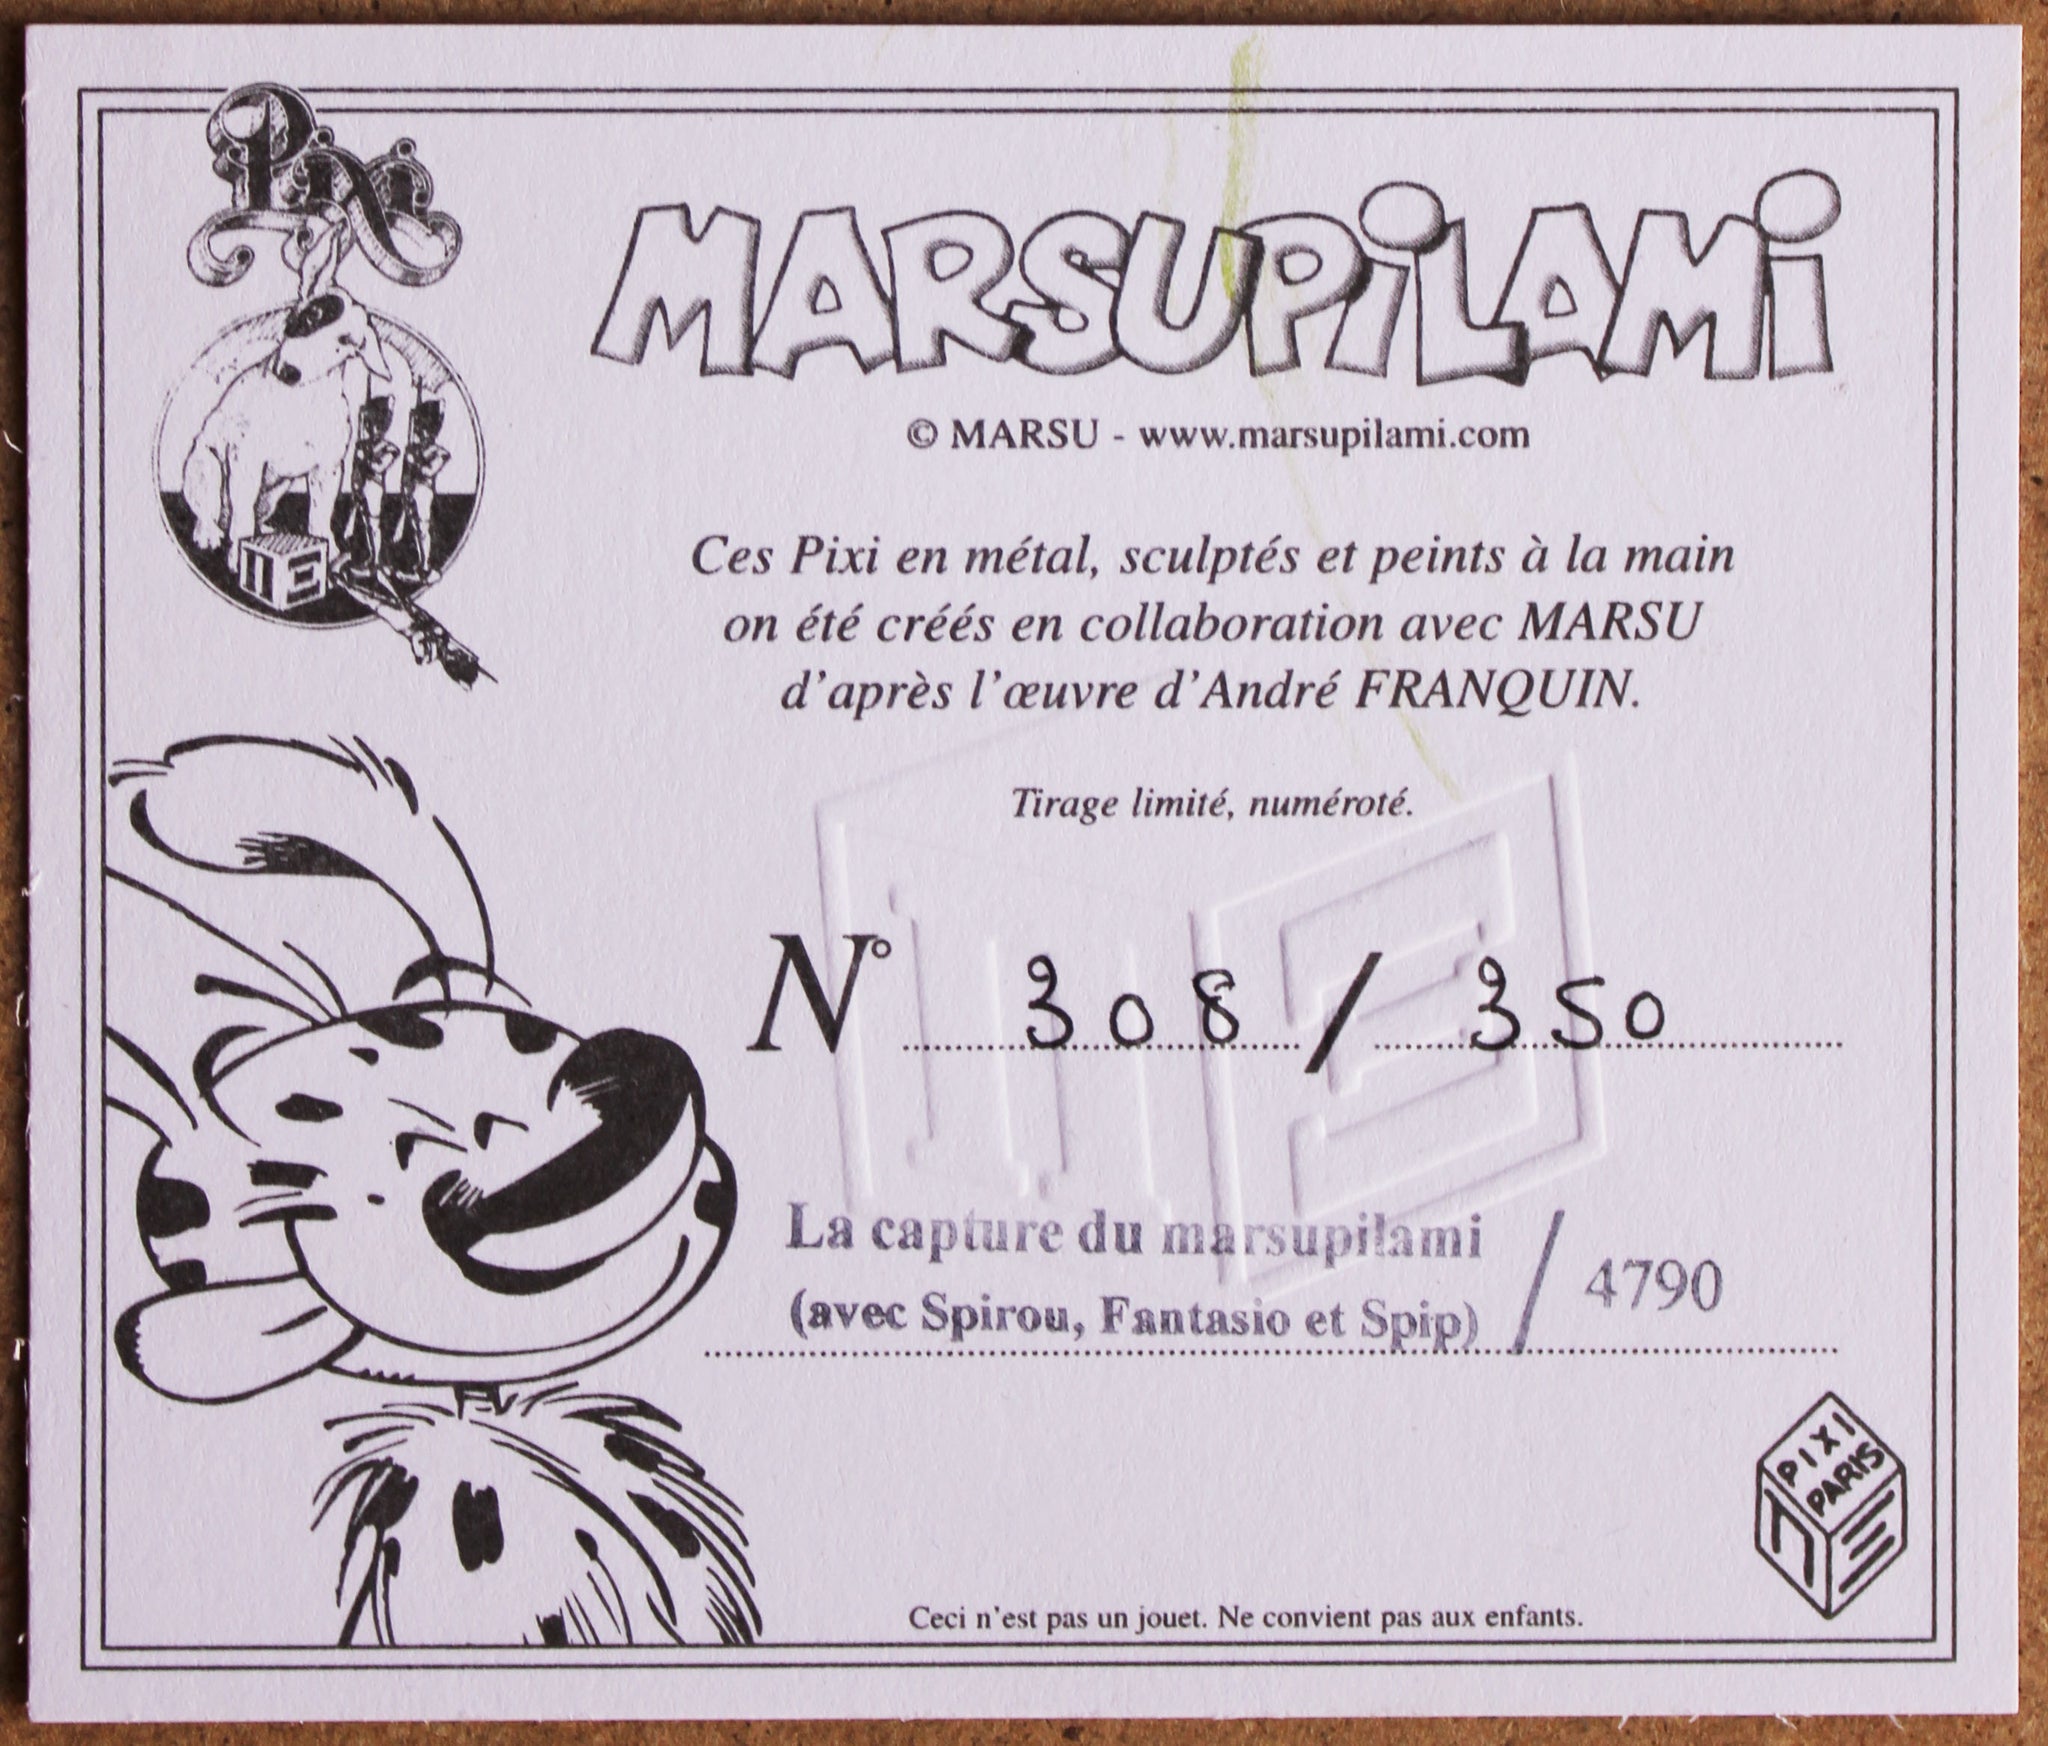 Pixi
MARSUPiLAMi
© MARSU - www.marsupilami.com
Ces Pixi en métal, sculptés et peints à la main
on été créés en collaboration avec MARSU
d'après l'œuvre d'André FRANQUIN.
Tirage limité, numéroté.
N° 308 / 350
La capture du marsupilami / 4790
(avec Spirou, Fantasio et Spip)
PIXI
PARIS
Ceci n'est pas un jouet. Ne convient pas aux enfants.